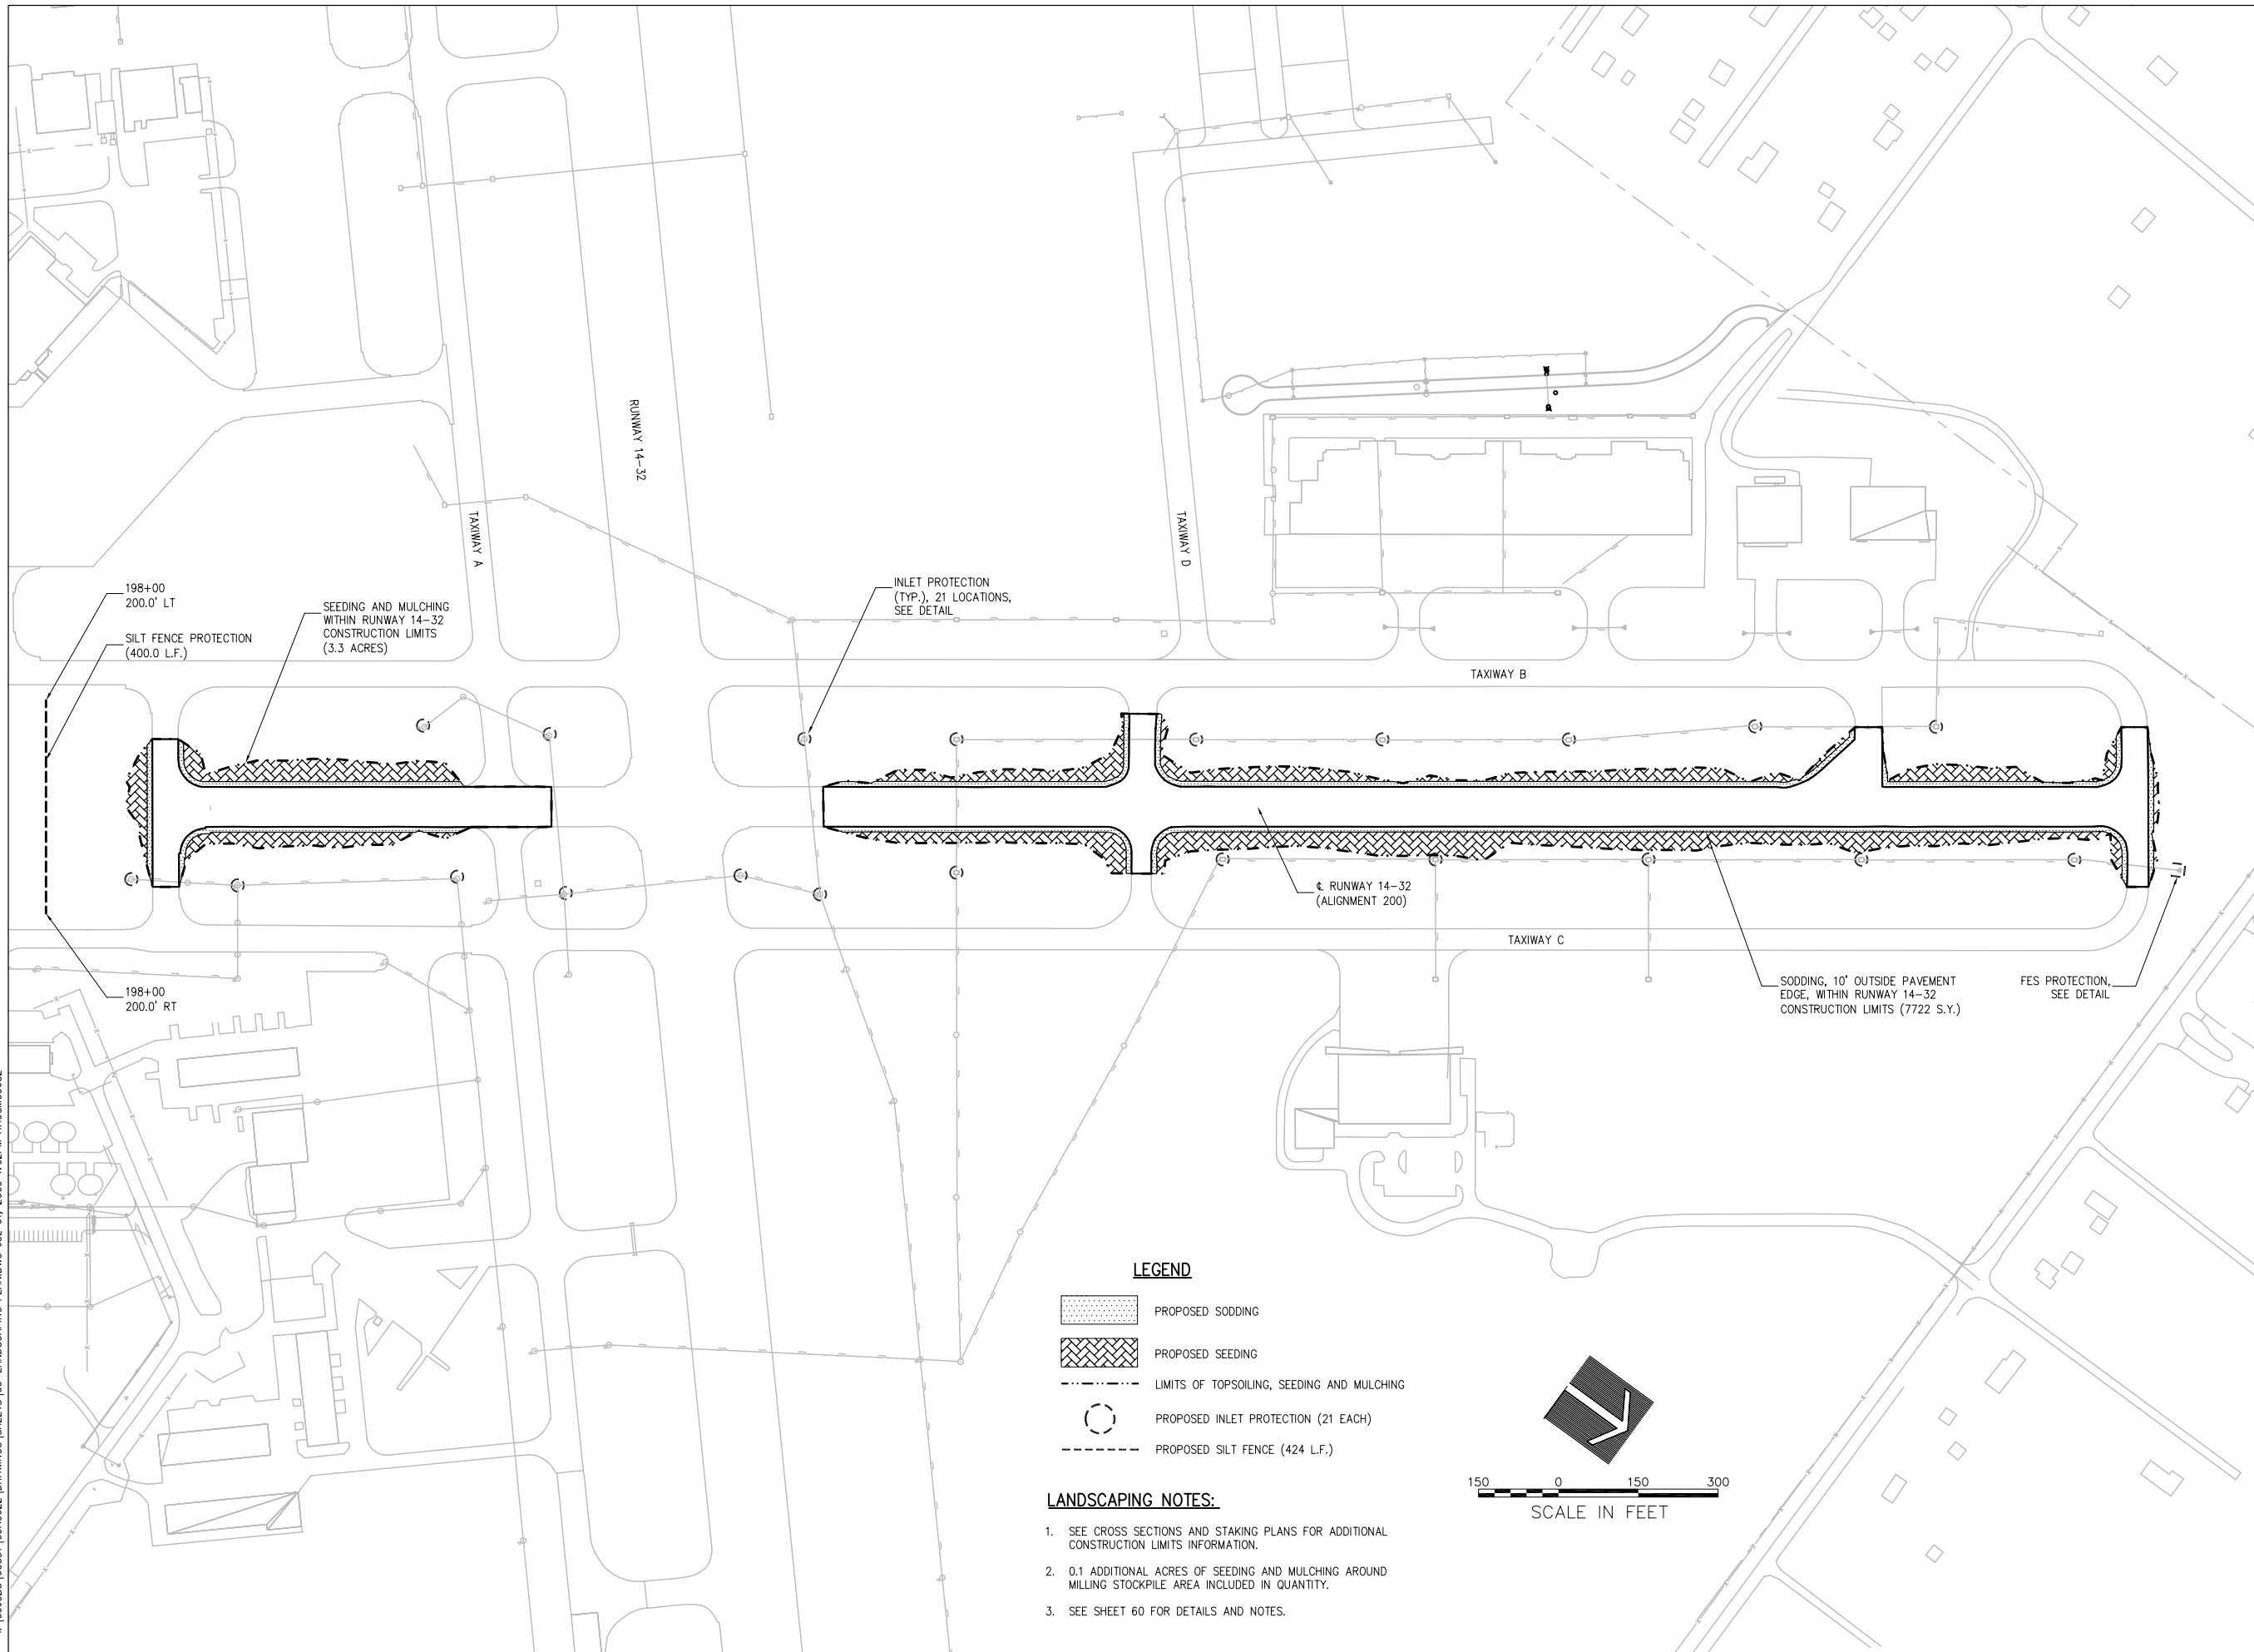 RUNWAY 14-32
TAXIWAY A
TAXIWAY D
198+00
200.0' LT
SILT FENCE PROTECTION
(400.0 L.F.)
SEEDING AND MULCHING
WITHIN RUNWAY 14-32
CONSTRUCTION LIMITS
(3.3 ACRES)
INLET PROTECTION
(TYP.), 21 LOCATIONS,
SEE DETAIL
TAXIWAY B
℄ RUNWAY 14-32
(ALIGNMENT 200)
TAXIWAY C
198+00
200.0' RT
SODDING, 10' OUTSIDE PAVEMENT
EDGE, WITHIN RUNWAY 14-32
CONSTRUCTION LIMITS (7722 S.Y.)
FES PROTECTION,
SEE DETAIL
LEGEND
PROPOSED SODDING
PROPOSED SEEDING
LIMITS OF TOPSOILING, SEEDING AND MULCHING
PROPOSED INLET PROTECTION (21 EACH)
PROPOSED SILT FENCE (424 L.F.)
150 0 150 300
SCALE IN FEET
LANDSCAPING NOTES:
1. SEE CROSS SECTIONS AND STAKING PLANS FOR ADDITIONAL
CONSTRUCTION LIMITS INFORMATION.
2. 0.1 ADDITIONAL ACRES OF SEEDING AND MULCHING AROUND
MILLING STOCKPILE AREA INCLUDED IN QUANTITY.
3. SEE SHEET 60 FOR DETAILS AND NOTES.